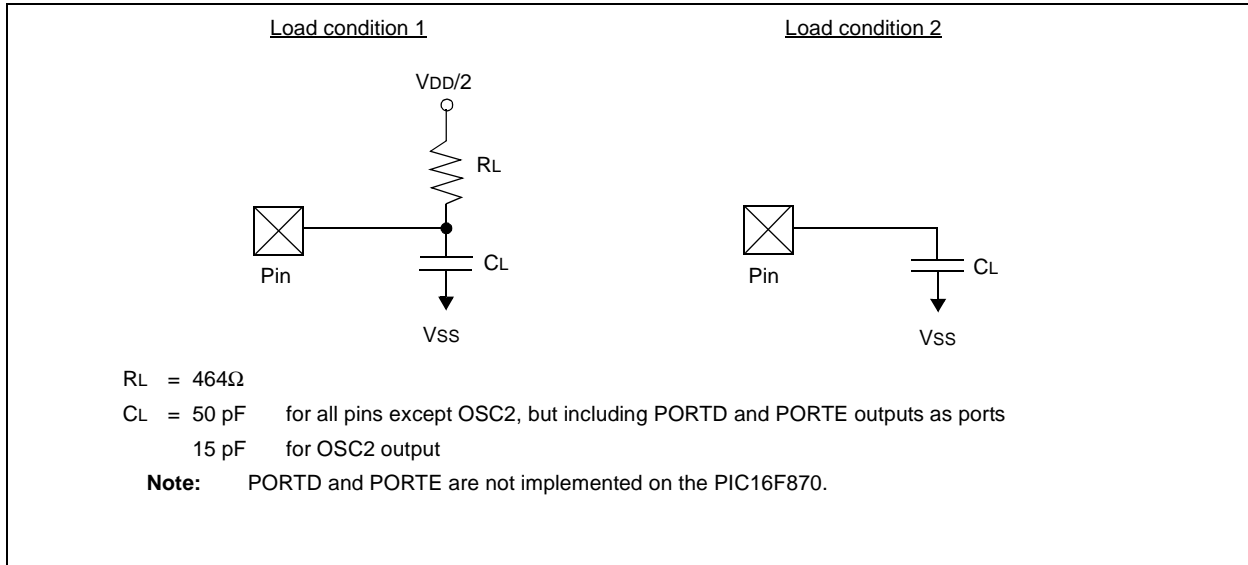 Load condition 1
Load condition 2
VDD/2
RL
Pin
CL
VSS
Pin
CL
VSS
RL = 464Ω
CL = 50 pF for all pins except OSC2, but including PORTD and PORTE outputs as ports
15 pF for OSC2 output
Note: PORTD and PORTE are not implemented on the PIC16F870.